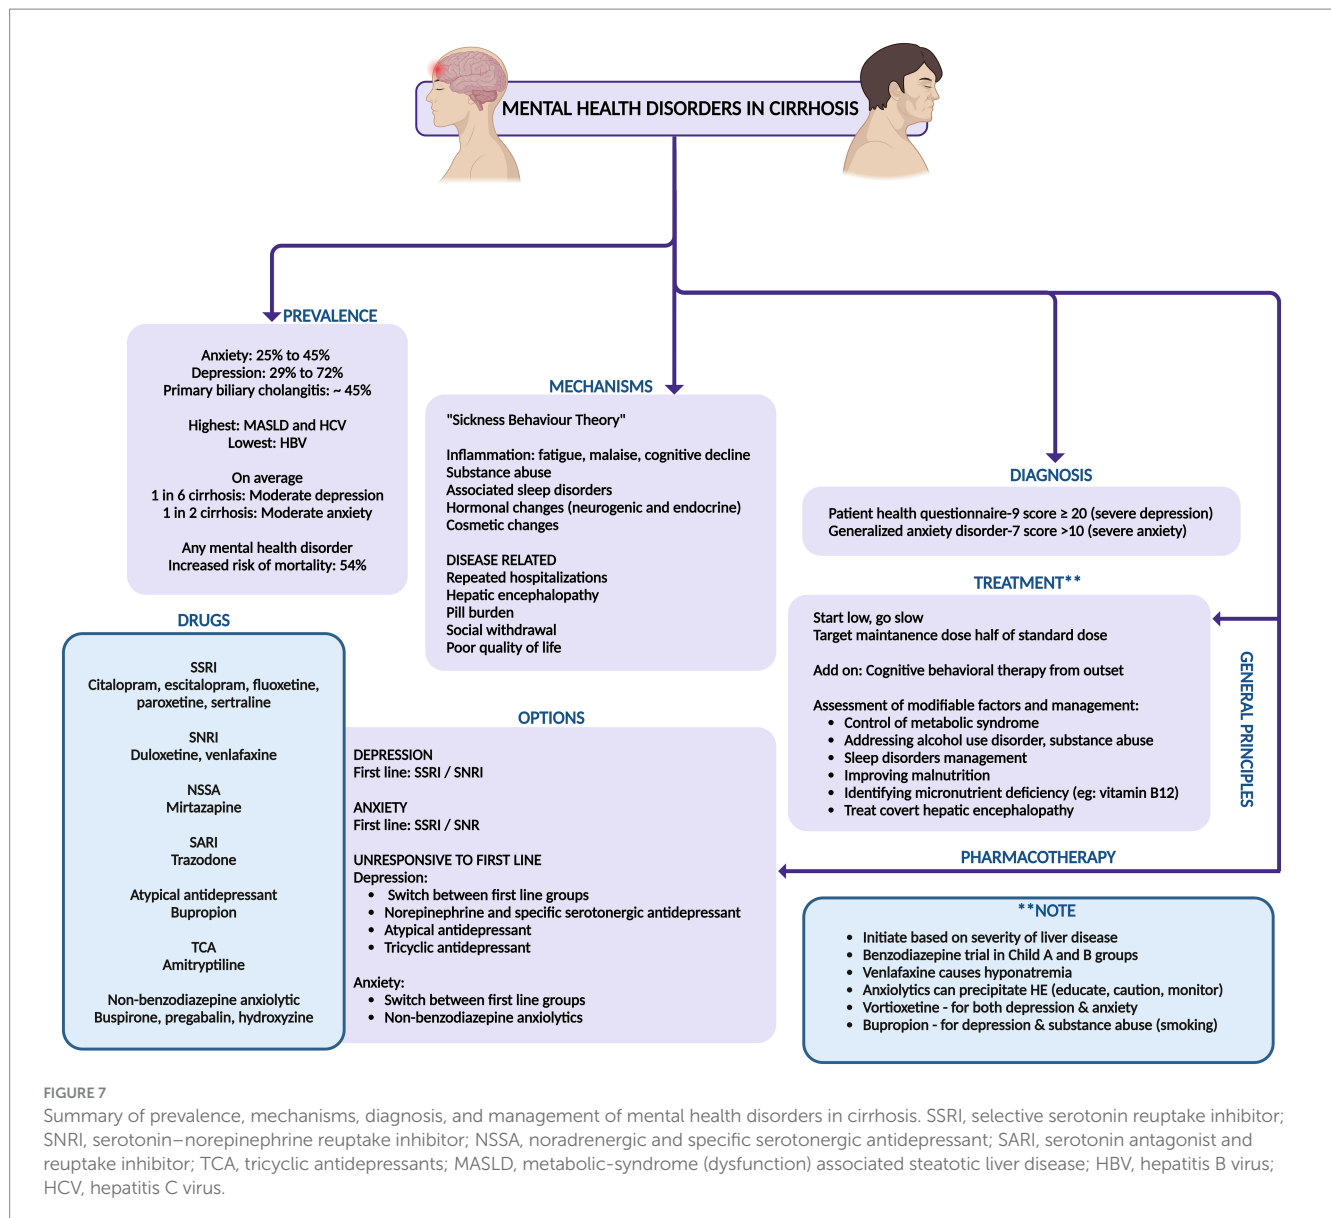 MENTAL HEALTH DISORDERS IN CIRRHOSIS
PREVALENCE
Anxiety: 25% to 45%
Depression: 29% to 72%
Primary biliary cholangitis: ~ 45%
Highest: MASLD and HCV
Lowest: HBV
On average
1 in 6 cirrhosis: Moderate depression
1 in 2 cirrhosis: Moderate anxiety
Any mental health disorder
Increased risk of mortality: 54%
MECHANISMS
"Sickness Behaviour Theory"
Inflammation: fatigue, malaise, cognitive decline
Substance abuse
Associated sleep disorders
Hormonal changes (neurogenic and endocrine)
Cosmetic changes
DISEASE RELATED
Repeated hospitalizations
Hepatic encephalopathy
Pill burden
Social withdrawal
Poor quality of life
DIAGNOSIS
Patient health questionnaire-9 score ≥ 20 (severe depression)
Generalized anxiety disorder-7 score >10 (severe anxiety)
TREATMENT**
Start low, go slow
Target maintanence dose half of standard dose
Add on: Cognitive behavioral therapy from outset
Assessment of modifiable factors and management:
• Control of metabolic syndrome
• Addressing alcohol use disorder, substance abuse
• Sleep disorders management
• Improving malnutrition
• Identifying micronutrient deficiency (eg: vitamin B12)
• Treat covert hepatic encephalopathy
GENERAL PRINCIPLES
DRUGS
SSRI
Citalopram, escitalopram, fluoxetine,
paroxetine, sertraline
SNRI
Duloxetine, venlafaxine
NSSA
Mirtazapine
SARI
Trazodone
Atypical antidepressant
Bupropion
TCA
Amitryptiline
Non-benzodiazepine anxiolytic
Buspirone, pregabalin, hydroxyzine
OPTIONS
DEPRESSION
First line: SSRI / SNRI
ANXIETY
First line: SSRI / SNR
UNRESPONSIVE TO FIRST LINE
Depression:
• Switch between first line groups
• Norepinephrine and specific serotonergic antidepressant
• Atypical antidepressant
• Tricyclic antidepressant
Anxiety:
• Switch between first line groups
• Non-benzodiazepine anxiolytics
PHARMACOTHERAPY
**NOTE
• Initiate based on severity of liver disease
• Benzodiazepine trial in Child A and B groups
• Venlafaxine causes hyponatremia
• Anxiolytics can precipitate HE (educate, caution, monitor)
• Vortioxetine - for both depression & anxiety
• Bupropion - for depression & substance abuse (smoking)
FIGURE 7
Summary of prevalence, mechanisms, diagnosis, and management of mental health disorders in cirrhosis. SSRI, selective serotonin reuptake inhibitor;
SNRI, serotonin–norepinephrine reuptake inhibitor; NSSA, noradrenergic and specific serotonergic antidepressant; SARI, serotonin antagonist and
reuptake inhibitor; TCA, tricyclic antidepressants; MASLD, metabolic-syndrome (dysfunction) associated steatotic liver disease; HBV, hepatitis B virus;
HCV, hepatitis C virus.